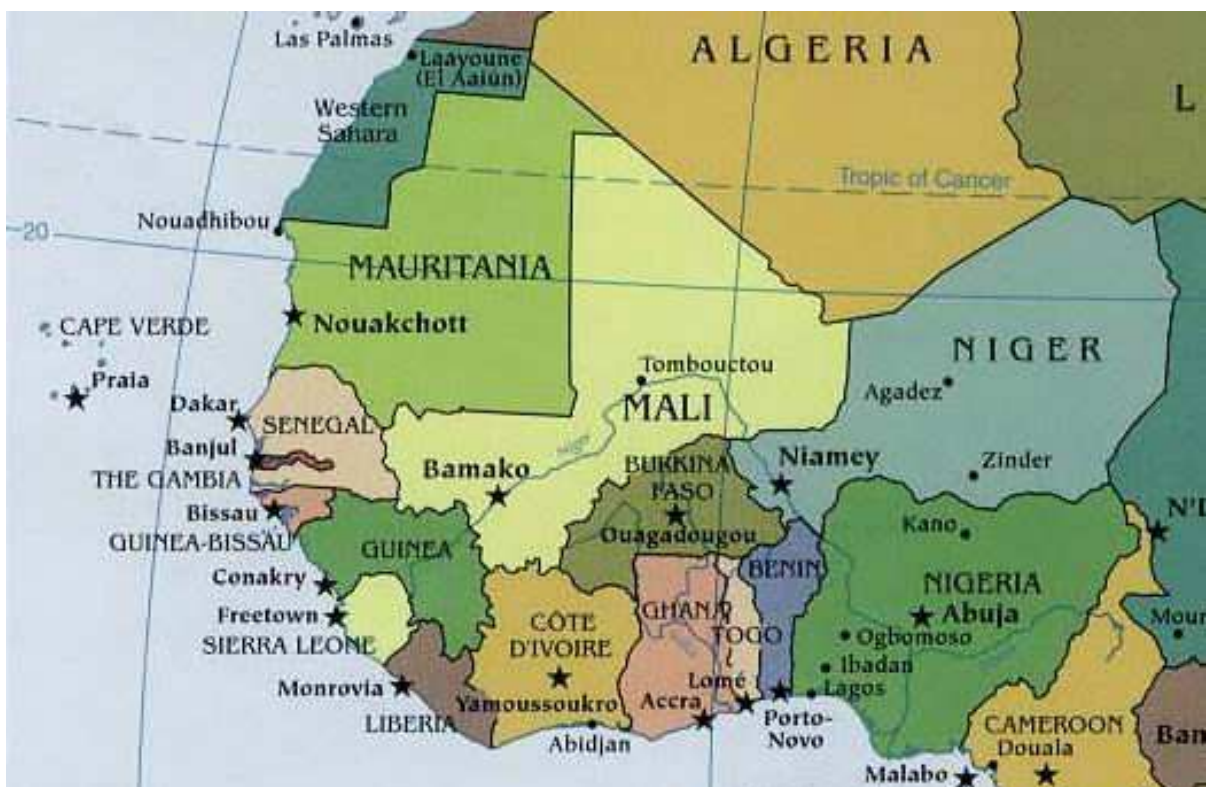 Las Palmas
ALGERIA
Laayoune
(El Aaiún)
L
Western
Sahara
Tropic of Cancer
Nouadhibou
20
MAURITANIA
CAPE VERDE
Nouakchott
NIGER
Praia
Tombouctou
Agadez
Dakar
MALI
SENEGAL
Banjul
Niger
Bamako
BURKINA
FASO
Niamey
Zinder
THE GAMBIA
Bissau
Ouagadougou
Kano
N'D
GUINEA-BISSAU
GUINEA
BENIN
Conakry
NIGERIA
Freetown
GHANA
Abuja
Mour
SIERRA LEONE
CÔTE
D'IVOIRE
TOGO
Ogbomoso
Ibadan
Monrovia
Yamoussoukro
Lomé
Lagos
Accra
LIBERIA
Porto-
Novo
CAMEROON
Ban
Abidjan
Douala
Malabo